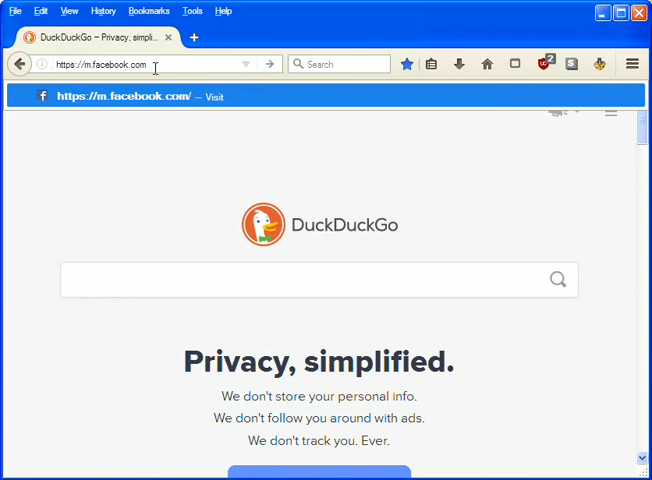 File Edit View History Bookmarks Tools Help
DuckDuckGo — Privacy, simpli...
https://m.facebook.com
Search
2
S
https://m.facebook.com/ — Visit
DuckDuckGo
Privacy, simplified.
We don't store your personal info.
We don't follow you around with ads.
We don't track you. Ever.